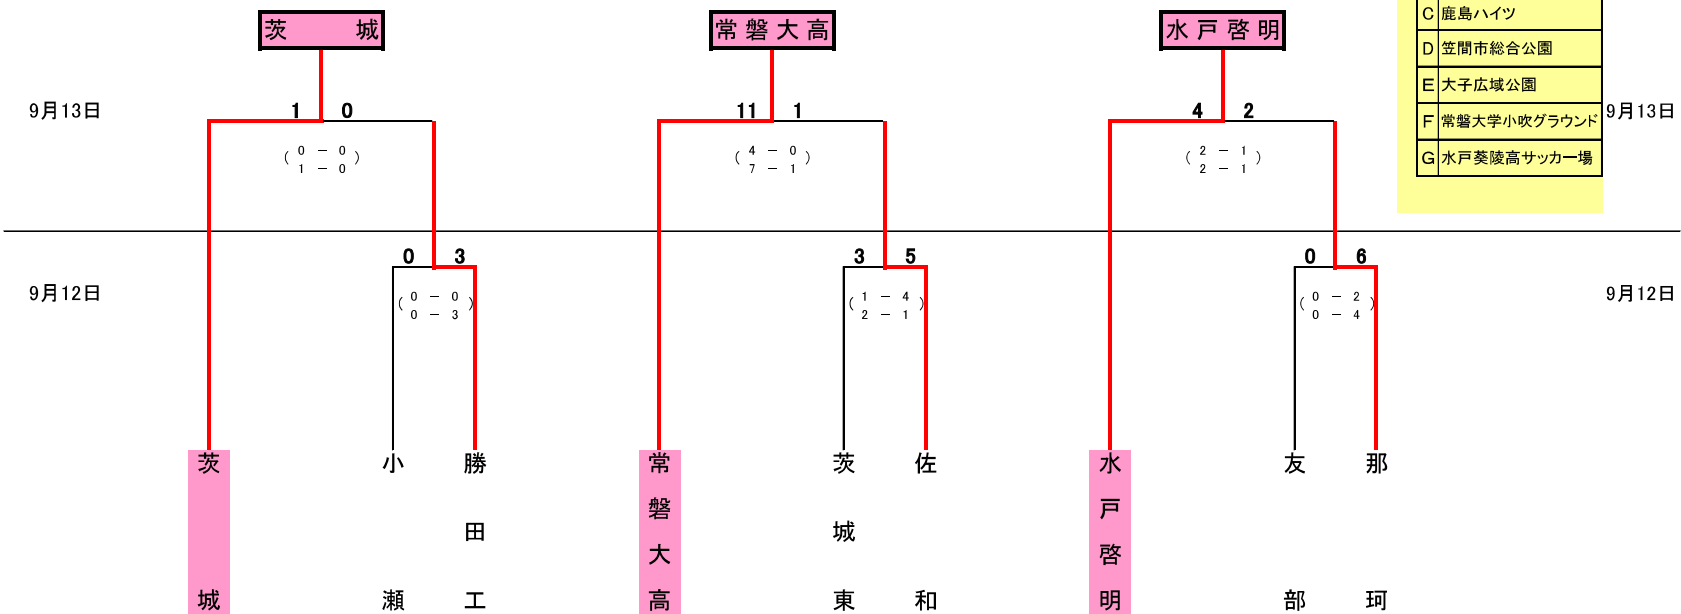 茨城
常磐大高
水戸啓明
C 鹿島ハイツ
D 笠間市総合公園
E 大子広域公園
F 常磐大学小吹グラウンド
G 水戸葵陵高サッカー場
9月13日
1 0
11 1
4 2
9月13日
( 0 － 0 )
1 － 0
( 4 － 0 )
7 － 1
( 2 － 1 )
2 － 1
0 3
3 5
0 6
9月12日
( 0 － 0 )
0 － 3
( 1 － 4 )
2 － 1
( 0 － 2 )
0 － 4
9月12日
茨城
小瀬
勝田工
常磐大高
茨城東
佐和
水戸啓明
友部
那珂